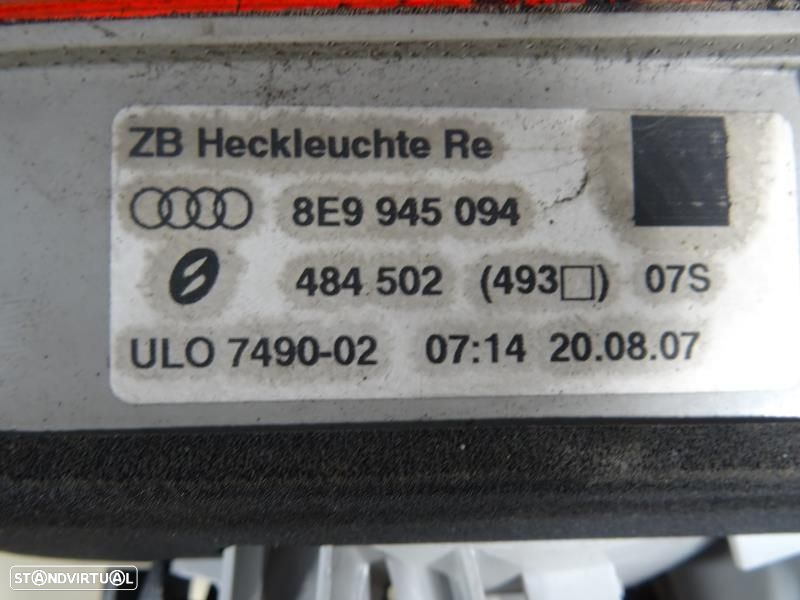 ZB Heckleuchte Re
8E9 945 094
484 502 (493□) 07S
ULO 7490-02 07:14 20.08.07
STANDVIRTUAL